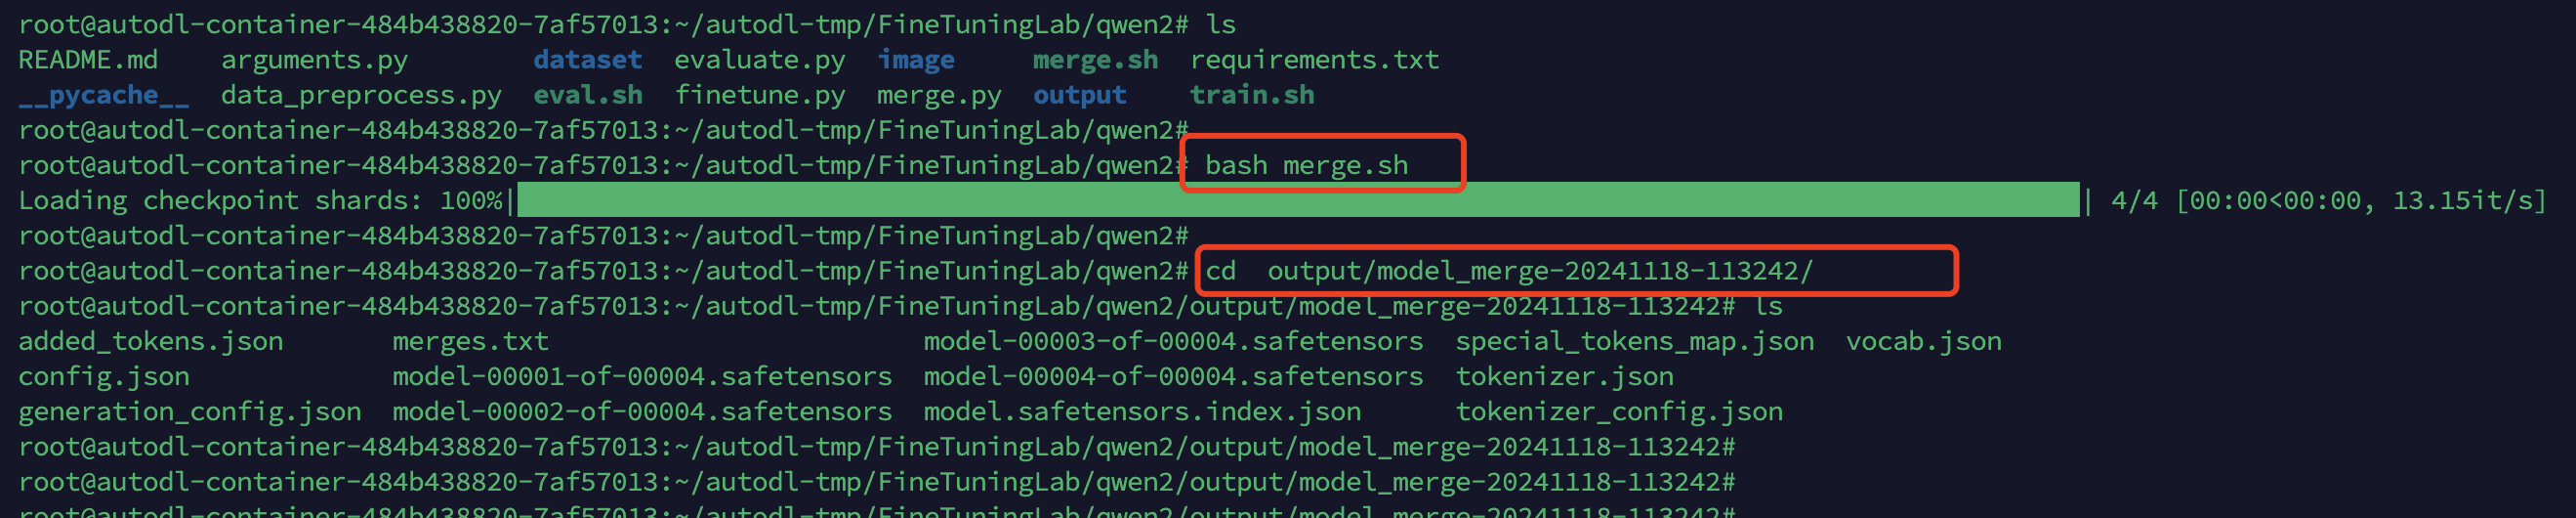 root@autodl-container-484b438820-7af57013:~/autodl-tmp/FineTuningLab/qwen2# ls
README.md    arguments.py        dataset  evaluate.py  image     merge.sh  requirements.txt
__pycache__  data_preprocess.py  eval.sh  finetune.py  merge.py  output    train.sh
root@autodl-container-484b438820-7af57013:~/autodl-tmp/FineTuningLab/qwen2#
root@autodl-container-484b438820-7af57013:~/autodl-tmp/FineTuningLab/qwen2# bash merge.sh
Loading checkpoint shards: 100%|                                        | 4/4 [00:00<00:00, 13.15it/s]
root@autodl-container-484b438820-7af57013:~/autodl-tmp/FineTuningLab/qwen2#
root@autodl-container-484b438820-7af57013:~/autodl-tmp/FineTuningLab/qwen2# cd  output/model_merge-20241118-113242/
root@autodl-container-484b438820-7af57013:~/autodl-tmp/FineTuningLab/qwen2/output/model_merge-20241118-113242# ls
added_tokens.json       merges.txt                        model-00003-of-00004.safetensors  special_tokens_map.json  vocab.json
config.json             model-00001-of-00004.safetensors  model-00004-of-00004.safetensors  tokenizer.json
generation_config.json  model-00002-of-00004.safetensors  model.safetensors.index.json      tokenizer_config.json
root@autodl-container-484b438820-7af57013:~/autodl-tmp/FineTuningLab/qwen2/output/model_merge-20241118-113242#
root@autodl-container-484b438820-7af57013:~/autodl-tmp/FineTuningLab/qwen2/output/model_merge-20241118-113242#
root@autodl-container-484b438820-7af57013:~/autodl-tmp/FineTuningLab/qwen2/output/model_merge-20241118-113242#